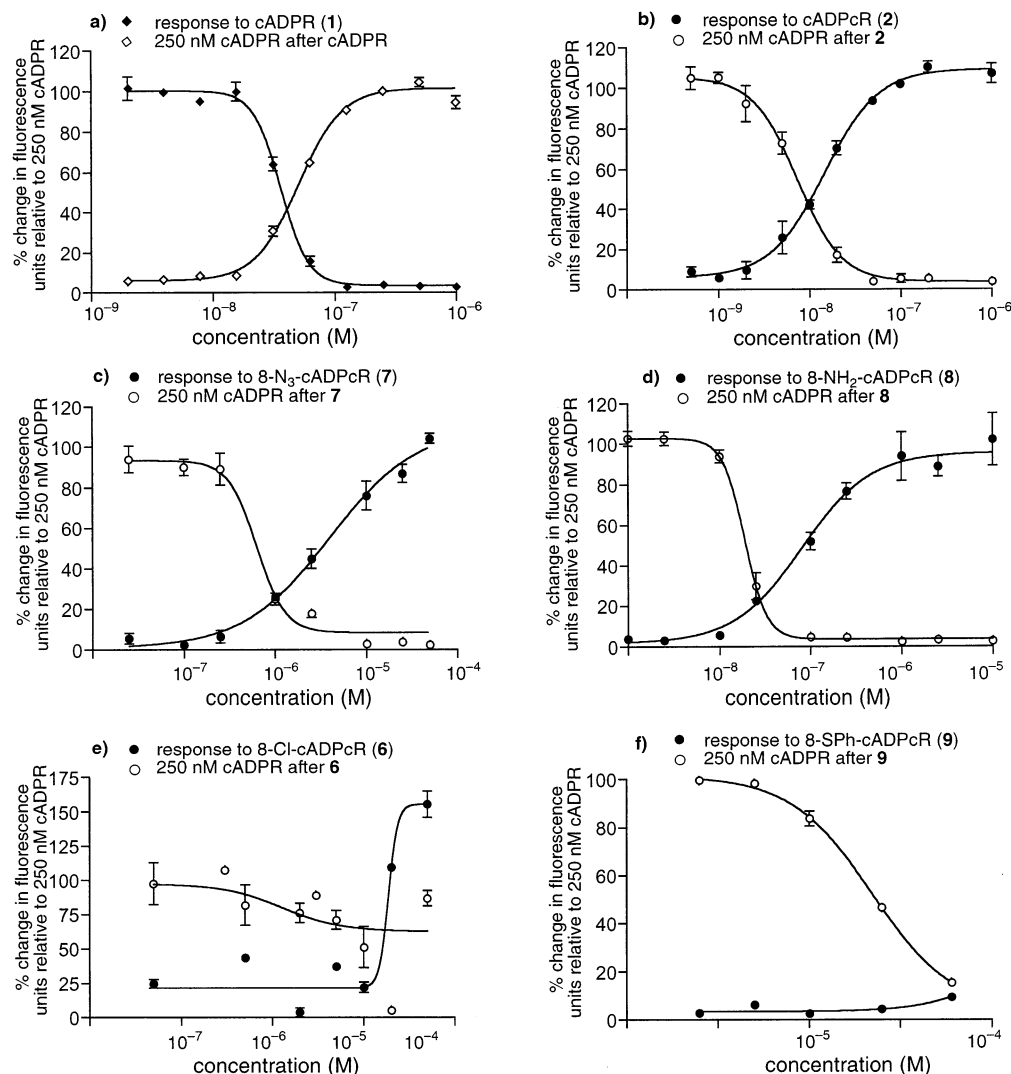 a) ◆ response to cADPR (1)
◇ 250 nM cADPR after cADPR
% change in fluorescence
units relative to 250 nM cADPR
120
100
80
60
40
20
0
10⁻⁹ 10⁻⁸ 10⁻⁷ 10⁻⁶
concentration (M)
b) ● response to cADPcR (2)
○ 250 nM cADPR after 2
% change in fluorescence
units relative to 250 nM cADPR
120
100
80
60
40
20
0
10⁻⁹ 10⁻⁸ 10⁻⁷ 10⁻⁶
concentration (M)
c) ● response to 8-N₃-cADPcR (7)
○ 250 nM cADPR after 7
% change in fluorescence
units relative to 250 nM cADPR
120
100
80
60
40
20
0
10⁻⁷ 10⁻⁶ 10⁻⁵ 10⁻⁴
concentration (M)
d) ● response to 8-NH₂-cADPcR (8)
○ 250 nM cADPR after 8
% change in fluorescence
units relative to 250 nM cADPR
120
100
80
60
40
20
0
10⁻⁸ 10⁻⁷ 10⁻⁶ 10⁻⁵
concentration (M)
e) ● response to 8-Cl-cADPcR (6)
○ 250 nM cADPR after 6
% change in fluorescence
units relative to 250 nM cADPR
175
150
125
100
75
50
25
0
10⁻⁷ 10⁻⁶ 10⁻⁵ 10⁻⁴
concentration (M)
f) ● response to 8-SPh-cADPcR (9)
○ 250 nM cADPR after 9
% change in fluorescence
units relative to 250 nM cADPR
100
80
60
40
20
0
10⁻⁵ 10⁻⁴
concentration (M)